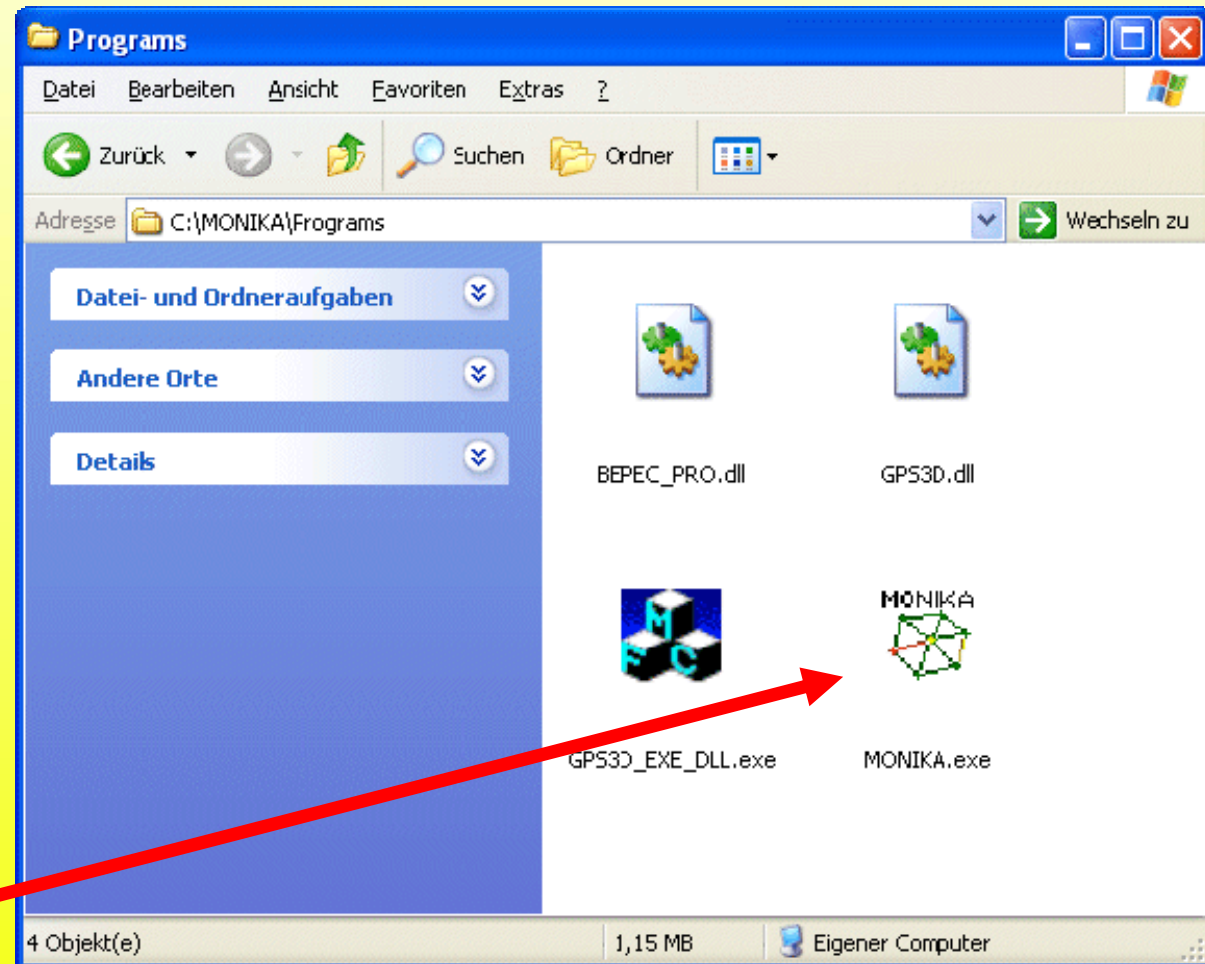 Programs
Datei Bearbeiten Ansicht Favoriten Extras ?
Zurück Suchen Ordner
Adresse C:\MONIKA\Programs Wechseln zu
Datei- und Ordneraufgaben
Andere Orte
Details
BEPEC_PRO.dll GPS3D.dll
MFC MONIKA
GPS3D_EXE_DLL.exe MONIKA.exe
4 Objekt(e) 1,15 MB Eigener Computer